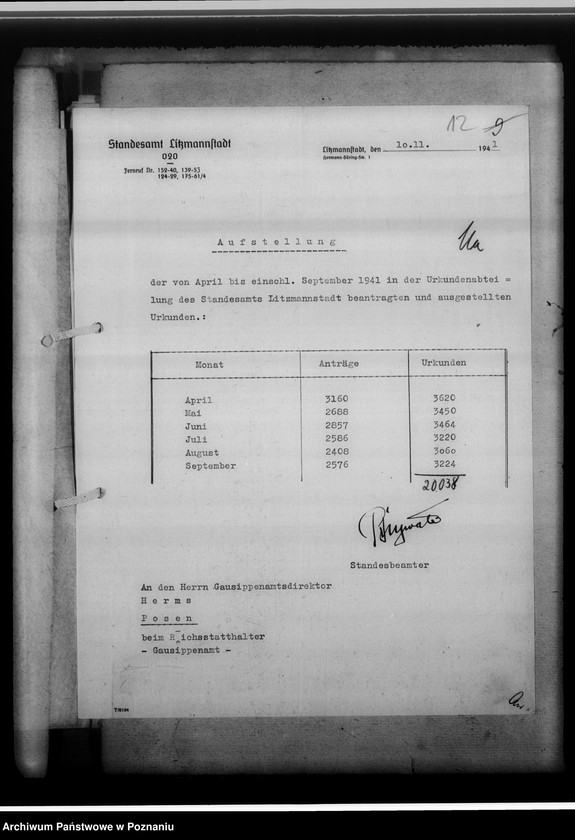 12 9
Standesamt Litzmannstadt
020
Fernruf Nr. 152-40, 139-53
124-29, 175-61/4
Litzmannstadt, den 10.11. 1941
Hermann-Göring-Str. 1
Aufstellung
der von April bis einschl. September 1941 in der Urkundenabtei =
lung des Standesamts Litzmannstadt beantragten und ausgestellten
Urkunden.:
Monat Anträge Urkunden
April 3160 3620
Mai 2688 3450
Juni 2857 3464
Juli 2586 3220
August 2408 3060
September 2576 3224
20038
Standesbeamter
An den Herrn Gausippenamtsdirektor
Herms
Posen
beim Reichsstatthalter
- Gausippenamt -
Archiwum Państwowe w Poznaniu